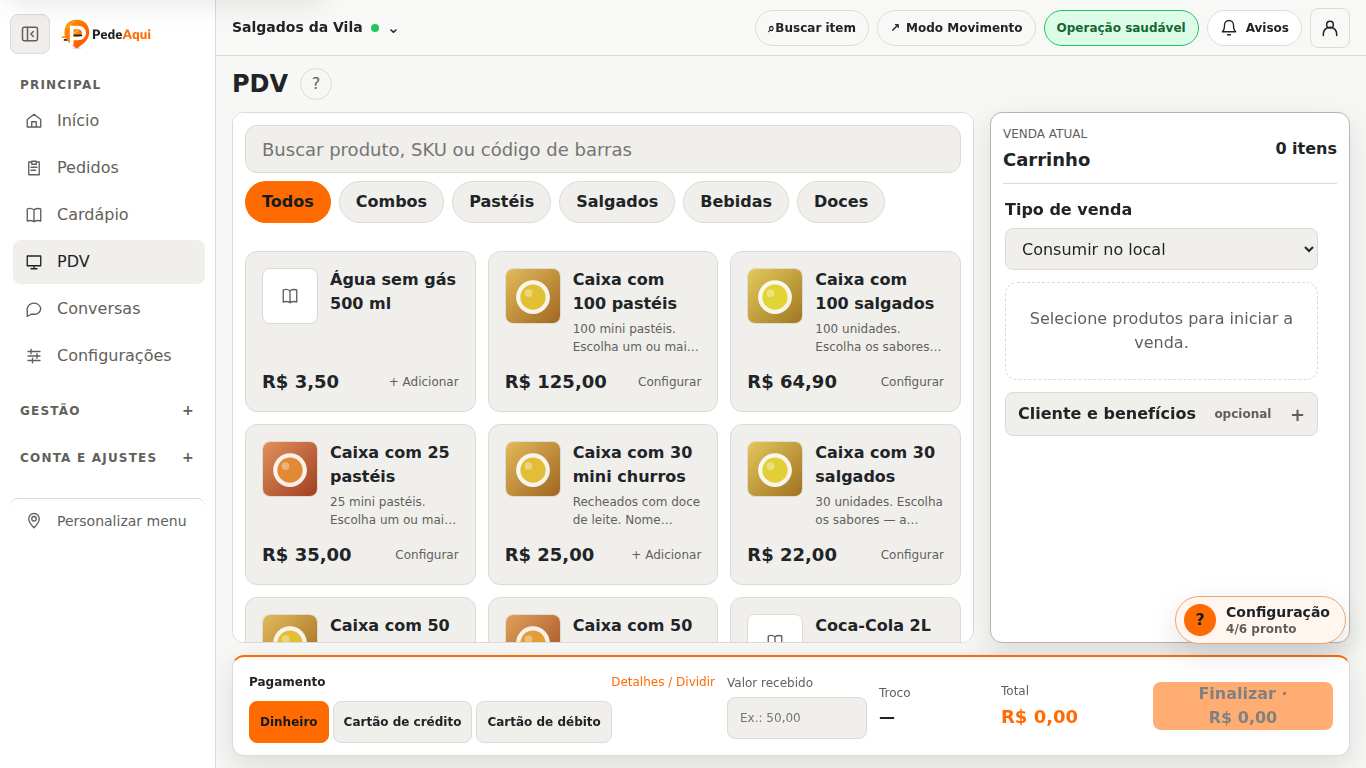 PedeAqui
Salgados da Vila
Buscar item
↗ Modo Movimento
Operação saudável
Avisos
PRINCIPAL
Início
Pedidos
Cardápio
PDV
Conversas
Configurações
GESTÃO +
CONTA E AJUSTES +
Personalizar menu
PDV ?
Buscar produto, SKU ou código de barras
Todos
Combos
Pastéis
Salgados
Bebidas
Doces
Água sem gás
500 ml
R$ 3,50
+ Adicionar
Caixa com
100 pastéis
100 mini pastéis.
Escolha um ou mai…
R$ 125,00
Configurar
Caixa com
100 salgados
100 unidades.
Escolha os sabores…
R$ 64,90
Configurar
Caixa com 25
pastéis
25 mini pastéis.
Escolha um ou mai…
R$ 35,00
Configurar
Caixa com 30
mini churros
Recheados com doce
de leite. Nome…
R$ 25,00
+ Adicionar
Caixa com 30
salgados
30 unidades. Escolha
os sabores — a…
R$ 22,00
Configurar
Caixa com 50
Caixa com 50
Coca-Cola 2L
VENDA ATUAL
Carrinho
0 itens
Tipo de venda
Consumir no local
Selecione produtos para iniciar a
venda.
Cliente e benefícios
opcional
+
?
Configuração
4/6 pronto
Pagamento
Detalhes / Dividir
Dinheiro
Cartão de crédito
Cartão de débito
Valor recebido
Ex.: 50,00
Troco
—
Total
R$ 0,00
Finalizar ·
R$ 0,00